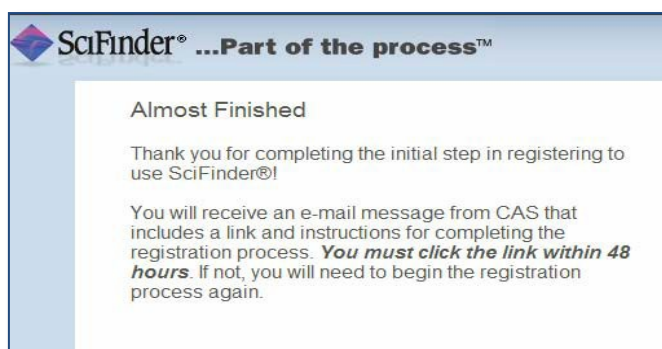 SciFinder® ...Part of the process™
Almost Finished
Thank you for completing the initial step in registering to
use SciFinder®!
You will receive an e-mail message from CAS that
includes a link and instructions for completing the
registration process. You must click the link within 48
hours. If not, you will need to begin the registration
process again.